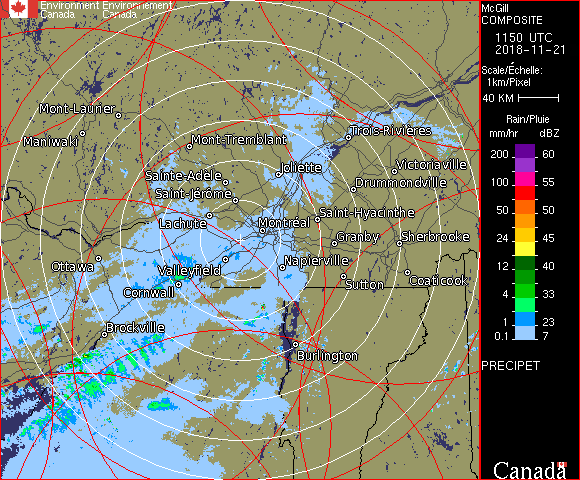 Environment Environnement
Canada Canada
McGill
COMPOSITE
1150 UTC
2018-11-21
Scale/Échelle:
1km/Pixel
40 KM
Rain/Pluie
mm/hr dBZ
200 60
100 55
50 50
24 45
12 40
4 33
1 23
0.1 7
PRECIPET
Canada
Mont-Laurier
Maniwaki
Mont-Tremblant
Trois-Rivières
Sainte-Adèle
Joliette
Victoriaville
Saint-Jérôme
Drummondville
Lachute
Saint-Hyacinthe
Montréal
Granby
Sherbrooke
Ottawa
Valleyfield
Napierville
Cornwall
Sutton
Coaticook
Brockville
Burlington